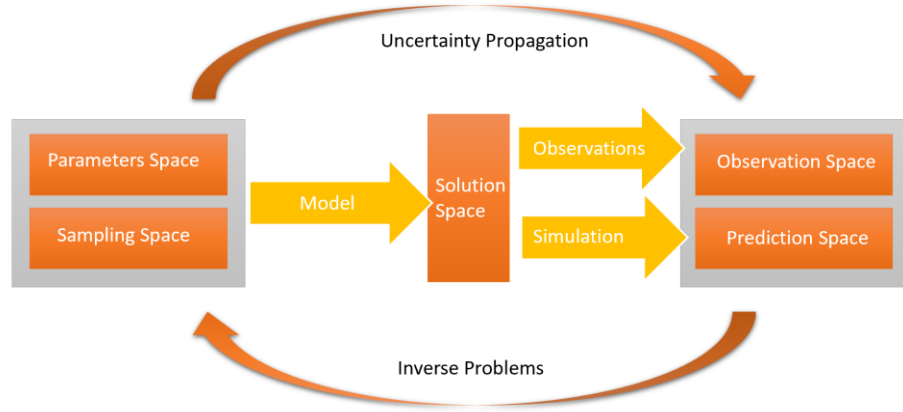 Uncertainty Propagation
Parameters Space
Sampling Space
Model
Solution
Space
Observations
Simulation
Observation Space
Prediction Space
Inverse Problems